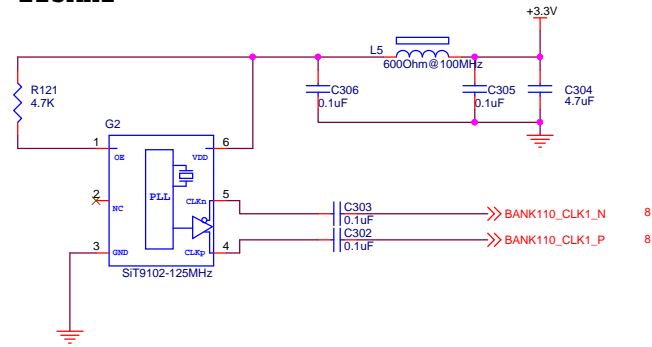 +3.3V
L5
600Ohm@100MHz
R121
4.7K
C306
0.1uF
C305
0.1uF
C304
4.7uF
G2
1
OE
VDD
6
2
NC
PLL
CLKn
5
3
GND
CLKp
4
SiT9102-125MHz
C303
0.1uF
BANK110_CLK1_N 8
C302
0.1uF
BANK110_CLK1_P 8